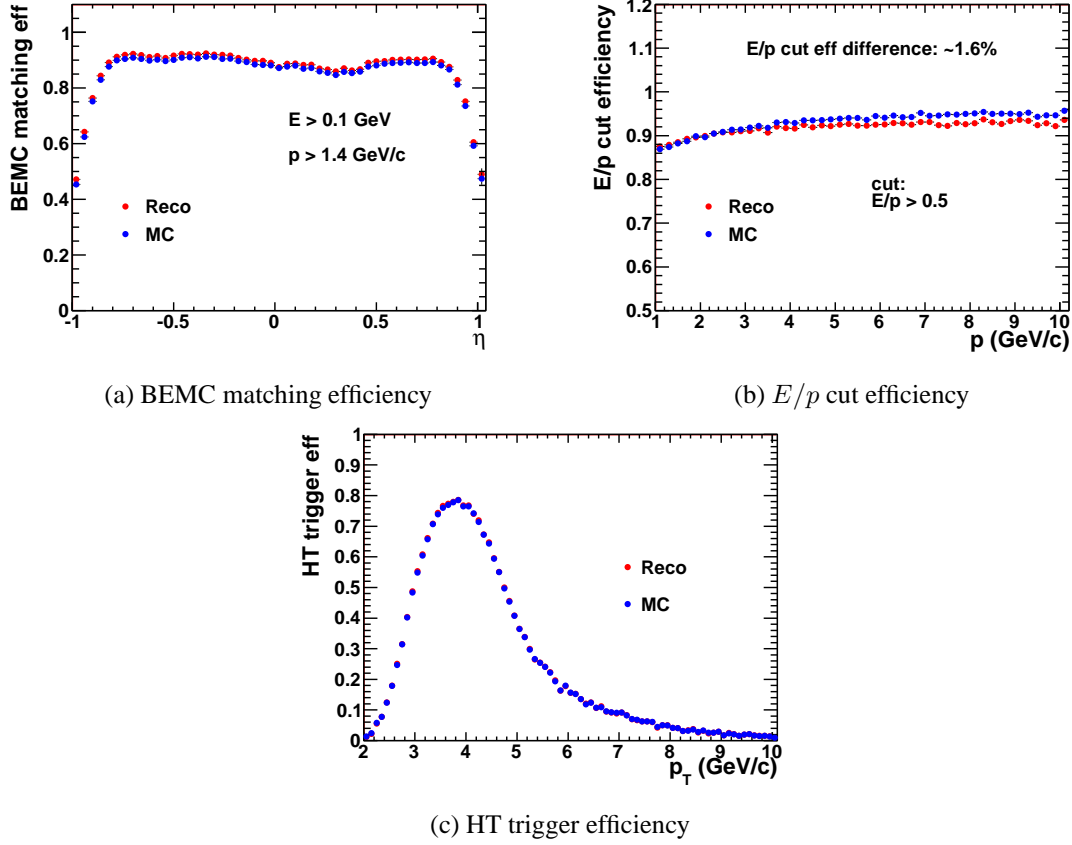 BEMC matching eff
1
0.8
0.6
0.4
0.2
0
E > 0.1 GeV
p > 1.4 GeV/c
Reco
MC
-1 -0.5 0 0.5 1
η
(a) BEMC matching efficiency
E/p cut efficiency
1.2
1.1
1
0.9
0.8
0.7
0.6
0.5
E/p cut eff difference: ~1.6%
cut:
E/p > 0.5
Reco
MC
1 2 3 4 5 6 7 8 9 10
p (GeV/c)
(b) E/p cut efficiency
HT trigger eff
1
0.9
0.8
0.7
0.6
0.5
0.4
0.3
0.2
0.1
0
Reco
MC
2 3 4 5 6 7 8 9 10
p_T (GeV/c)
(c) HT trigger efficiency